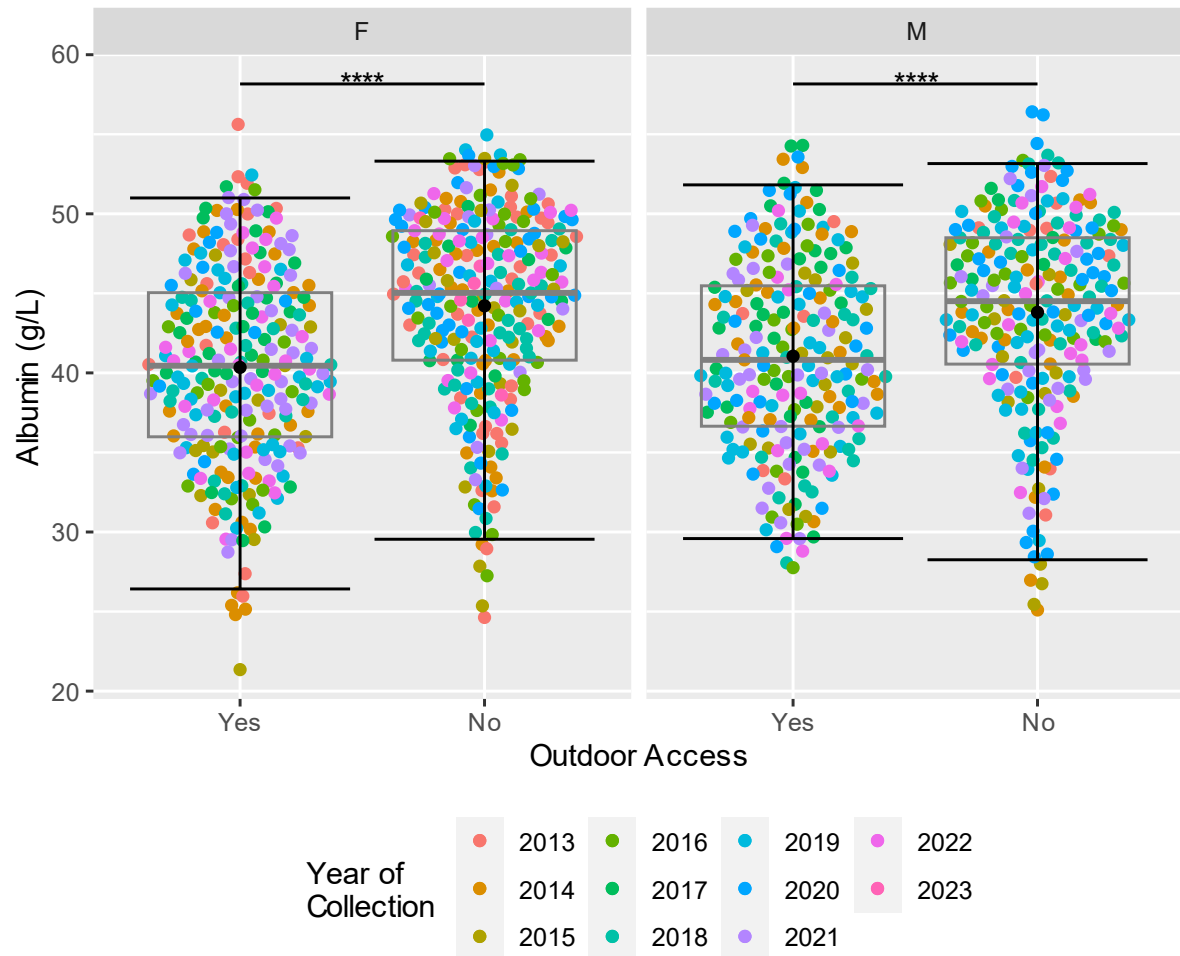 F M
60
**** ****
50
Albumin (g/L)
40
30
20
Yes No Yes No
Outdoor Access
Year of
Collection
2013 2016 2019 2022
2014 2017 2020 2023
2015 2018 2021